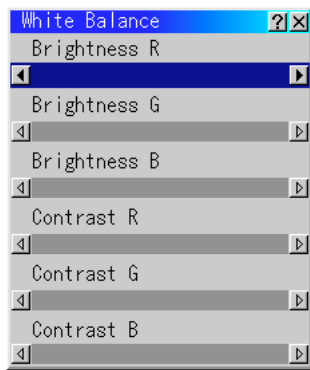 White Balance ? ×
Brightness R
Brightness G
Brightness B
Contrast R
Contrast G
Contrast B